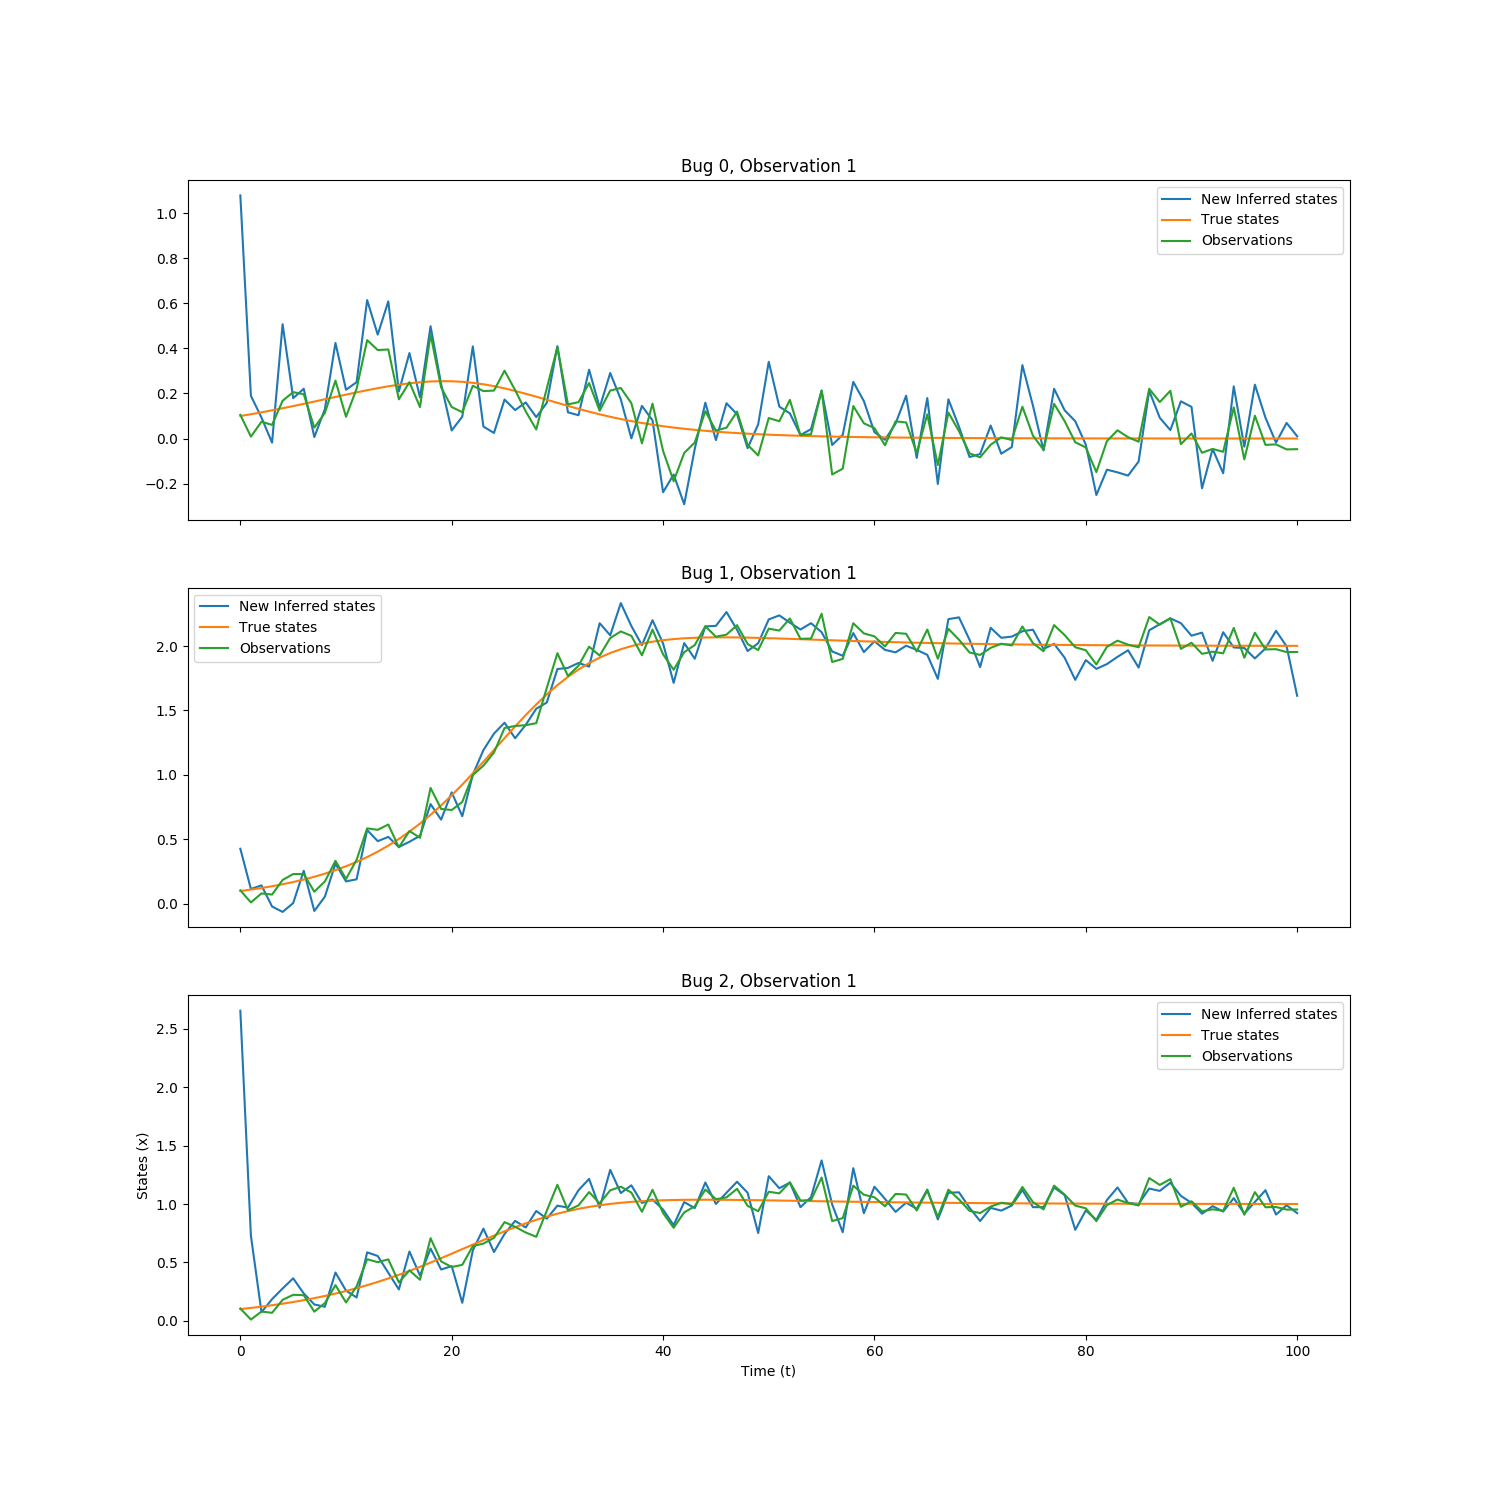 Bug 0, Observation 1
1.0
0.8
0.6
0.4
0.2
0.0
−0.2
New Inferred states
True states
Observations
Bug 1, Observation 1
2.0
1.5
1.0
0.5
0.0
New Inferred states
True states
Observations
Bug 2, Observation 1
2.5
2.0
1.5
1.0
0.5
0.0
States (x)
New Inferred states
True states
Observations
0 20 40 60 80 100
Time (t)